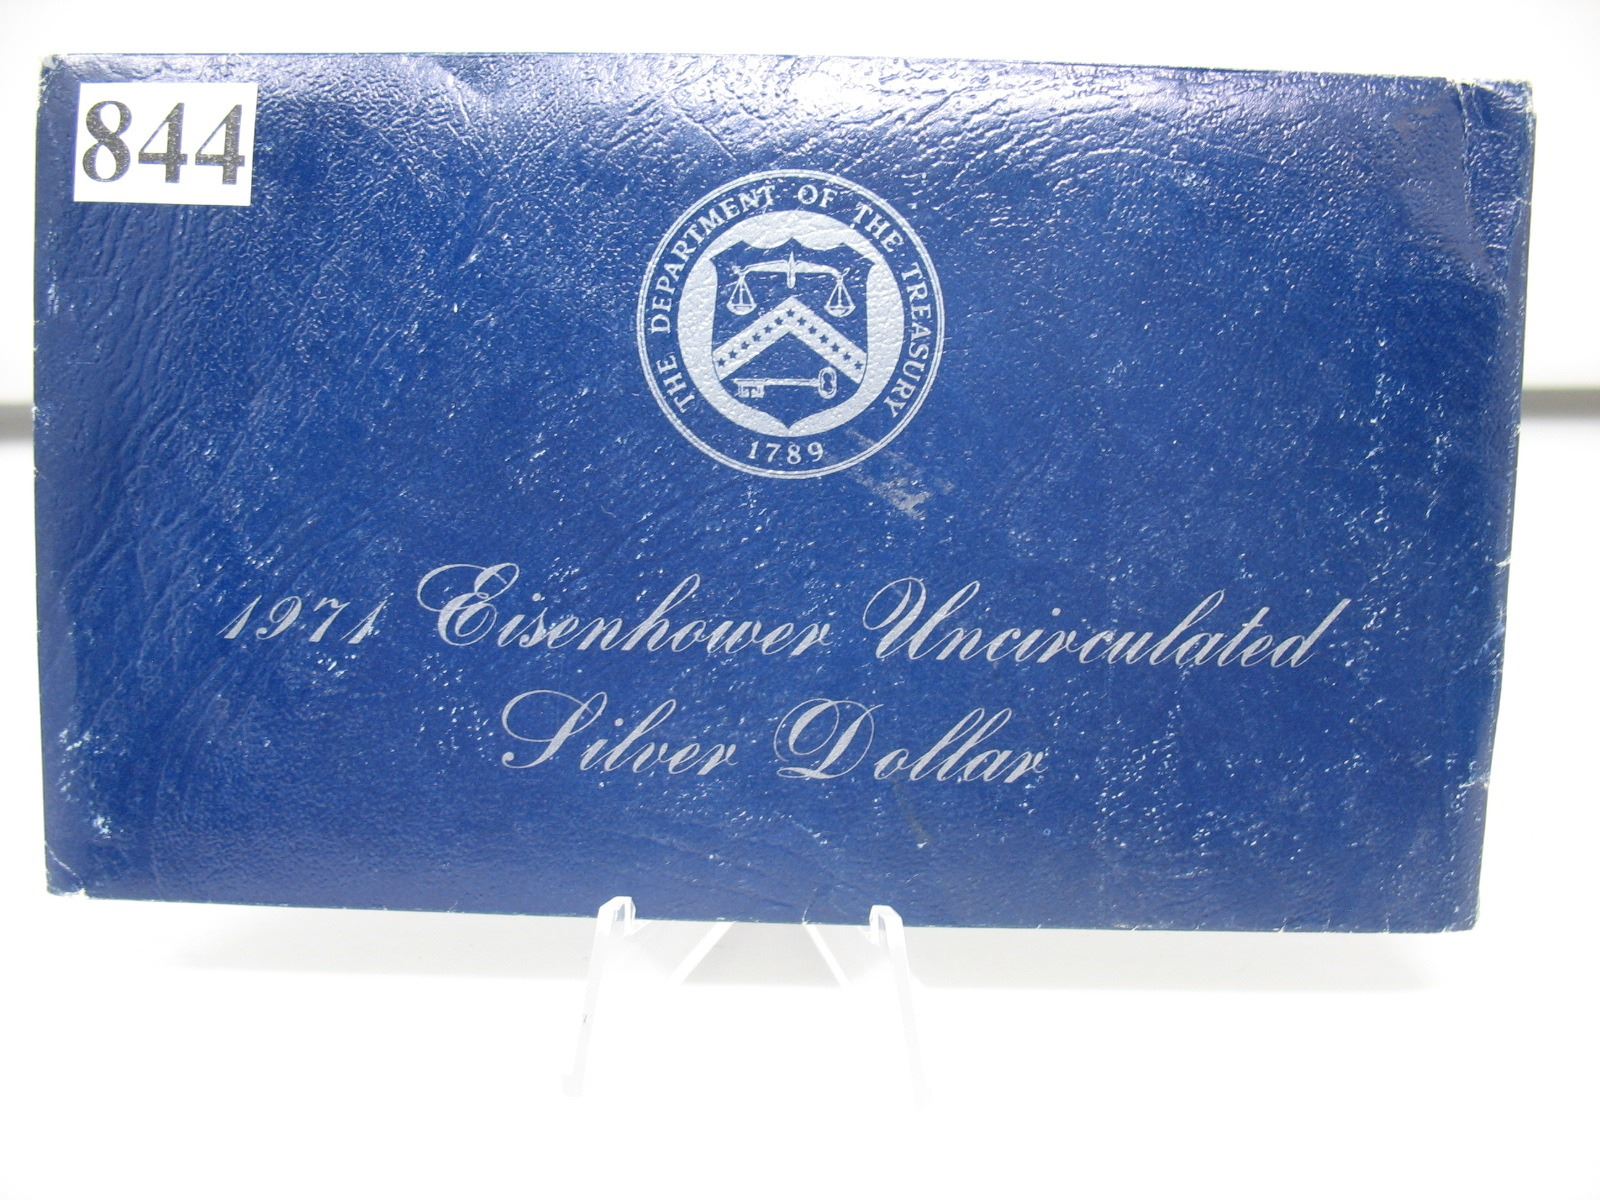 844
THE DEPARTMENT OF THE TREASURY
1789
1971 Eisenhower Uncirculated
Silver Dollar